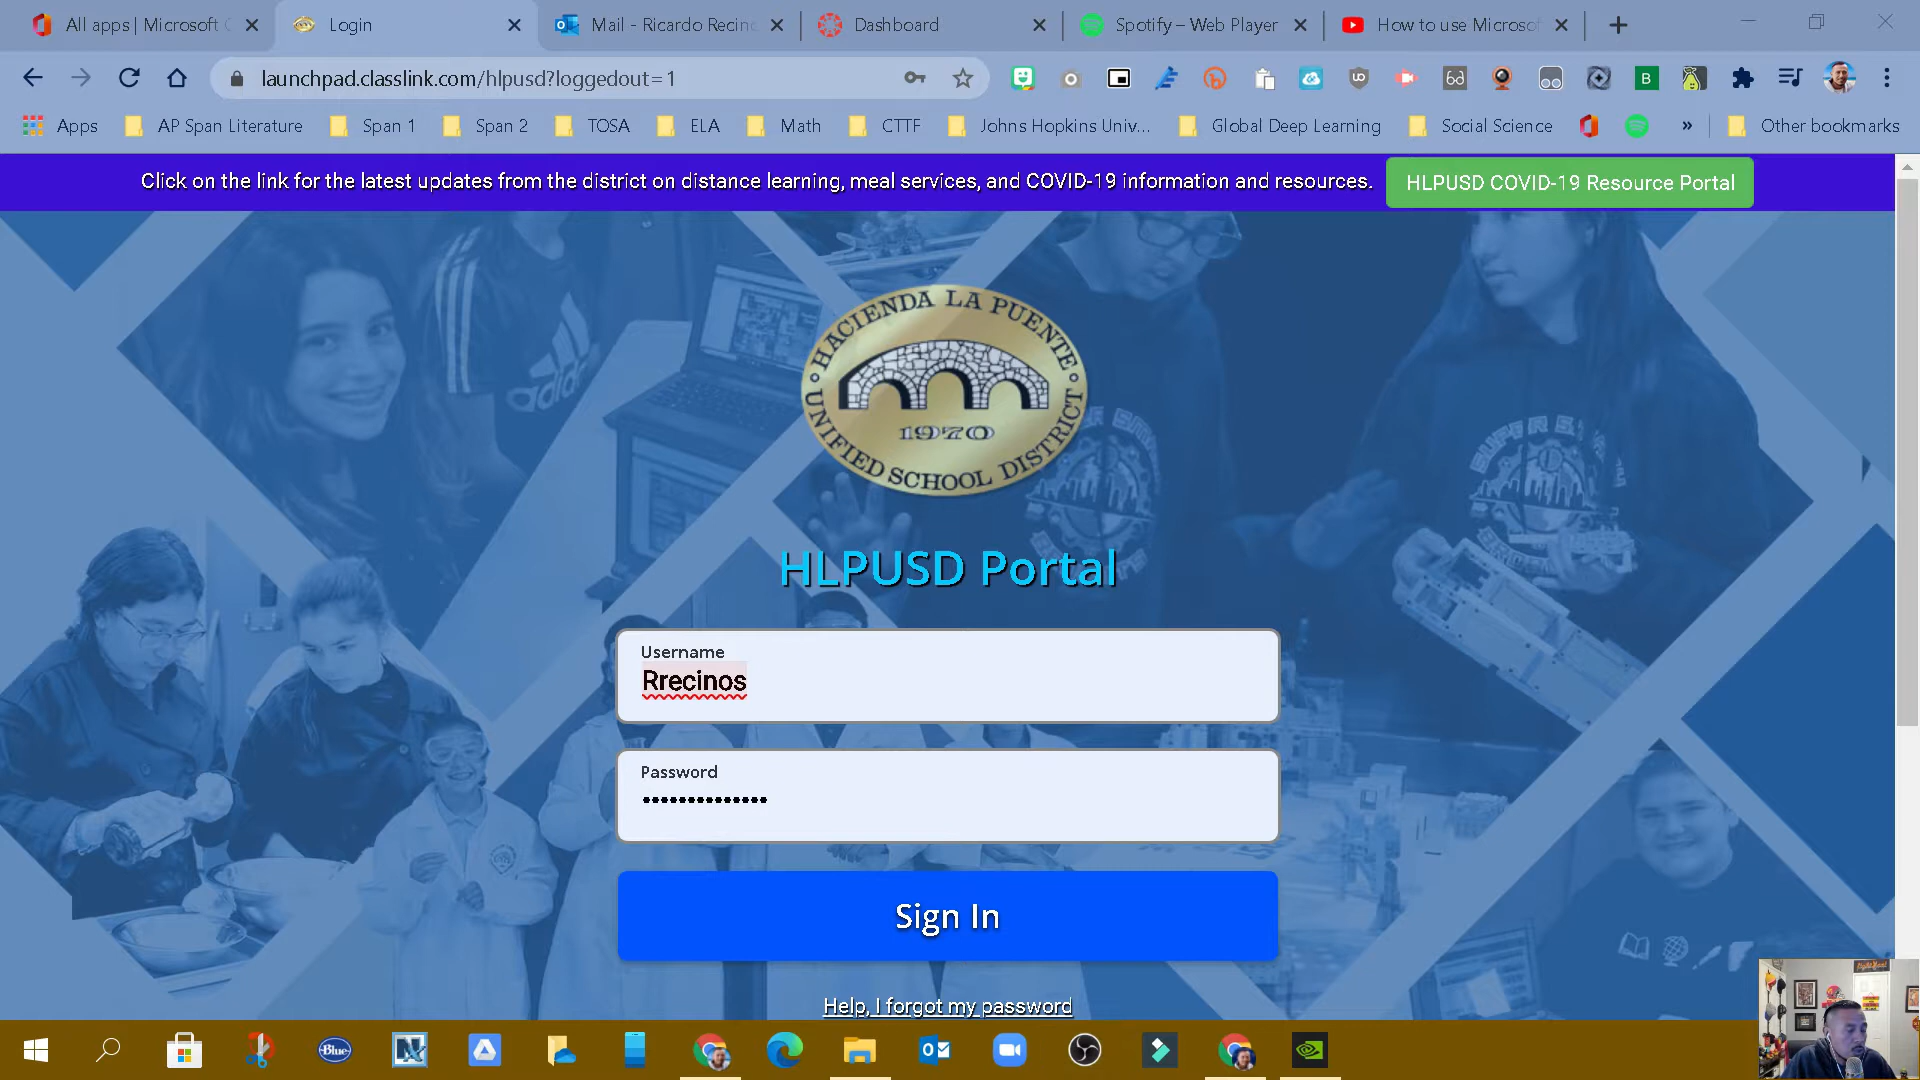 All apps | Microsoft
Login
Mail - Ricardo Recin
Dashboard
Spotify – Web Player
How to use Microso
launchpad.classlink.com/hlpusd?loggedout=1
Apps
AP Span Literature
Span 1
Span 2
TOSA
ELA
Math
CTTF
Johns Hopkins Univ...
Global Deep Learning
Social Science
»
Other bookmarks
Click on the link for the latest updates from the district on distance learning, meal services, and COVID-19 information and resources.
HLPUSD COVID-19 Resource Portal
HACIENDA LA PUENTE
1970
UNIFIED SCHOOL DISTRICT
adidas
HLPUSD Portal
Username
Rrecinos
Password
••••••••••••••
Sign In
Help, I forgot my password
Blue